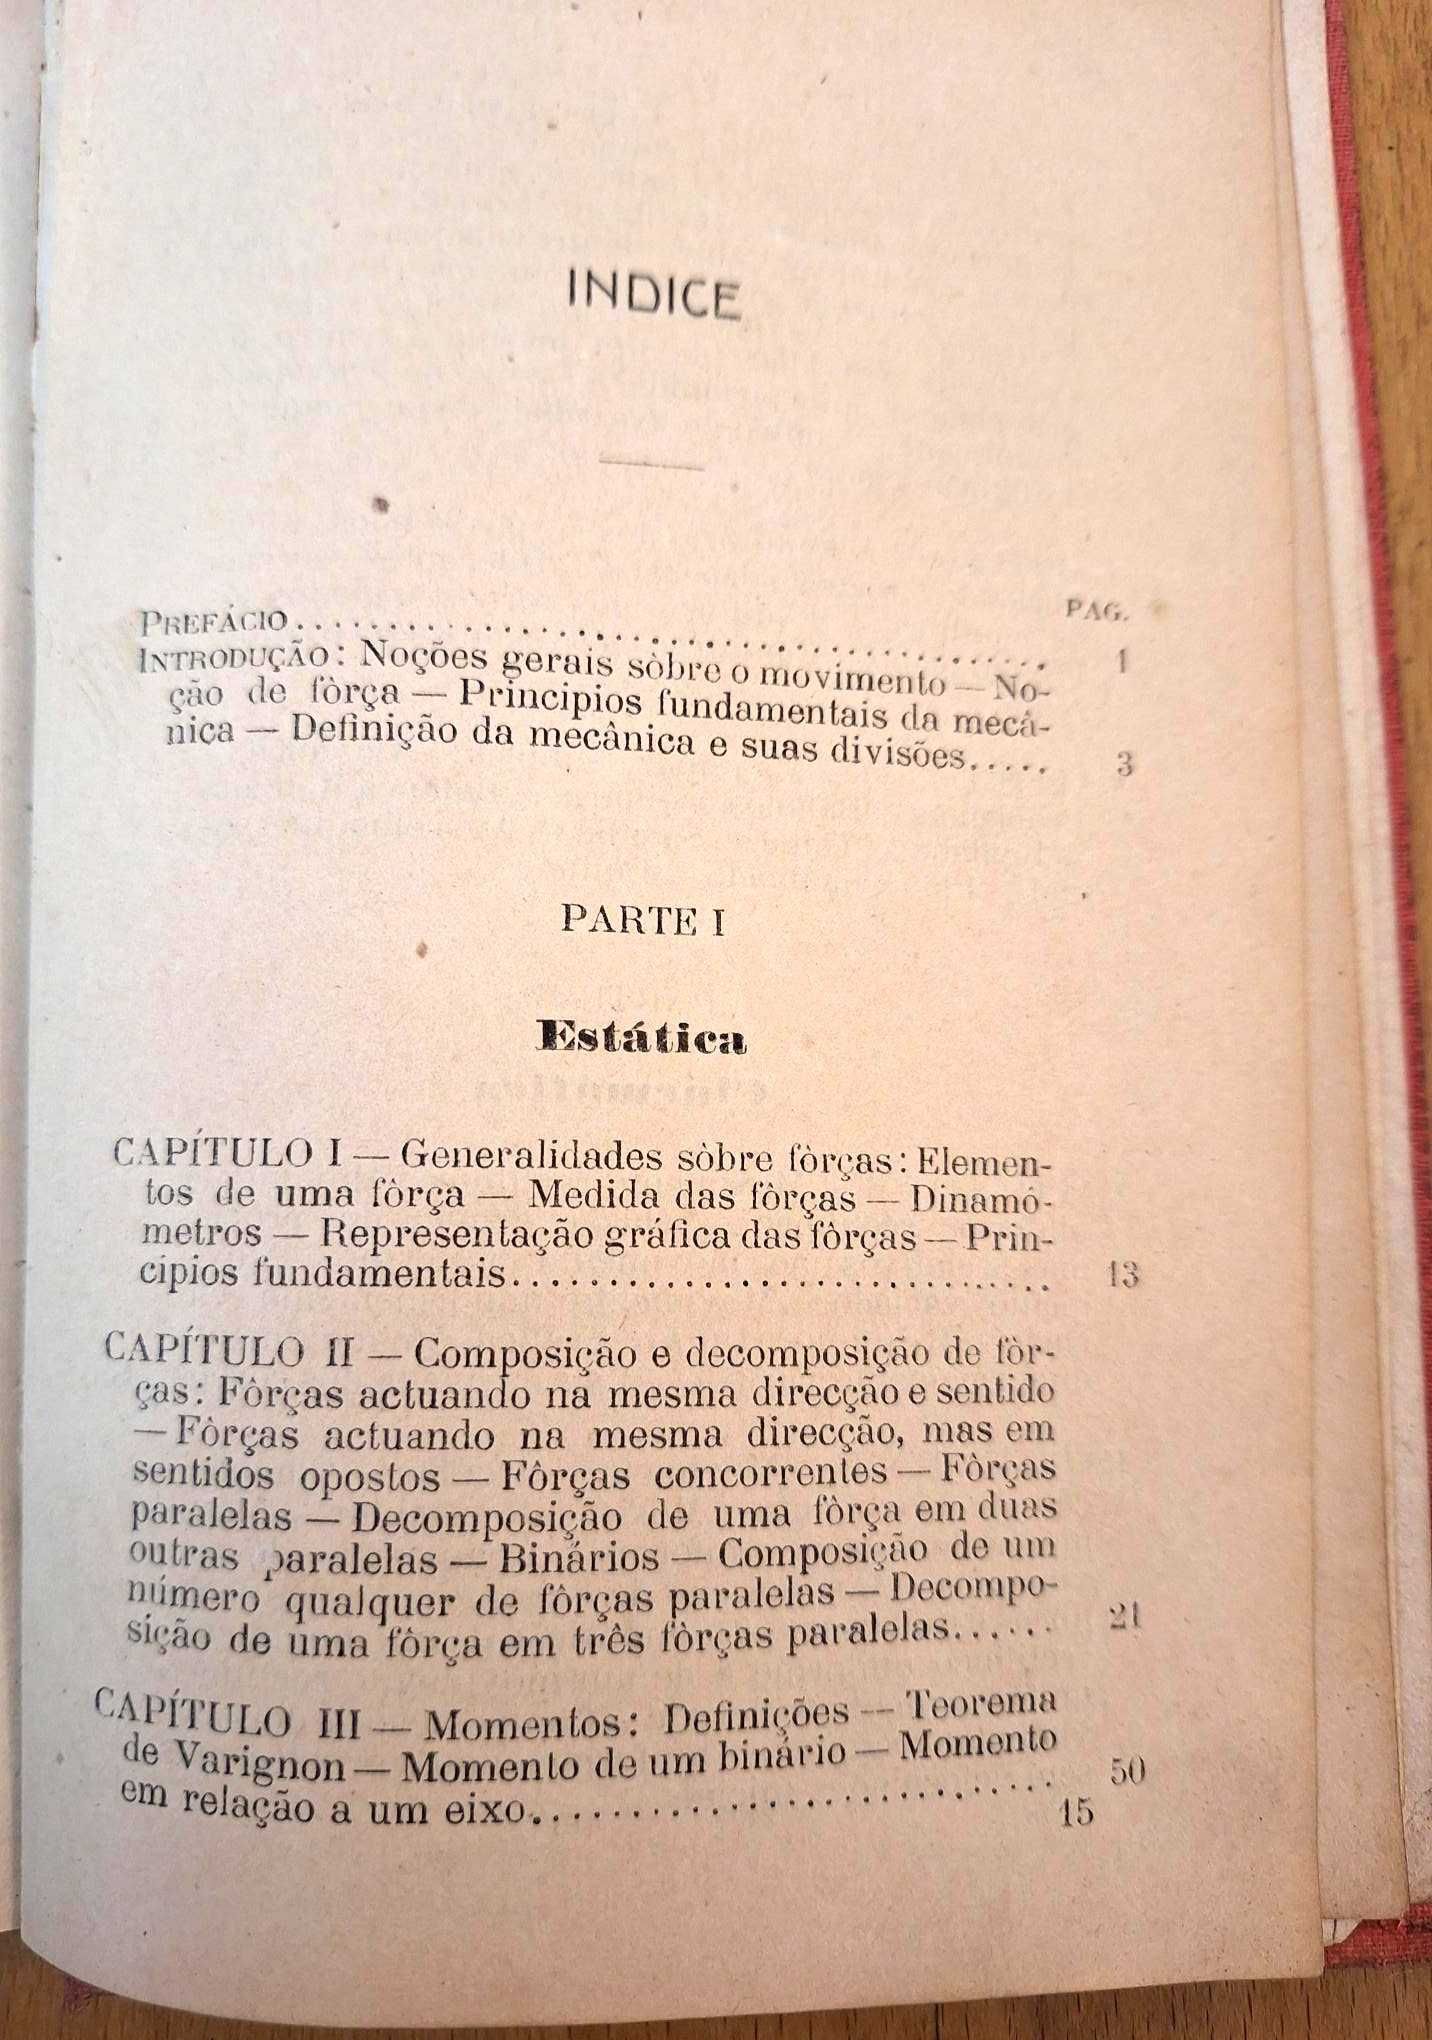 INDICE
PAG.
PREFÁCIO........................................ 1
INTRODUÇÃO: Noções gerais sôbre o movimento — No-
ção de fôrça — Principios fundamentais da mecâ-
nica — Definição da mecânica e suas divisões..... 3
PARTE I
Estática
CAPÍTULO I — Generalidades sôbre fôrças: Elemen-
tos de uma fôrça — Medida das fôrças — Dinamó-
metros — Representação gráfica das fôrças — Prin-
cipios fundamentais.............................. 13
CAPÍTULO II — Composição e decomposição de fôr-
ças: Fôrças actuando na mesma direcção e sentido
— Fôrças actuando na mesma direcção, mas em
sentidos opostos — Fôrças concorrentes — Fôrças
paralelas — Decomposição de uma fôrça em duas
outras paralelas — Binários — Composição de um
número qualquer de fôrças paralelas — Decompo-
sição de uma fôrça em três fôrças paralelas...... 21
CAPÍTULO III — Momentos: Definições — Teorema
de Varignon — Momento de um binário — Momento
em relação a um eixo............................. 50
15